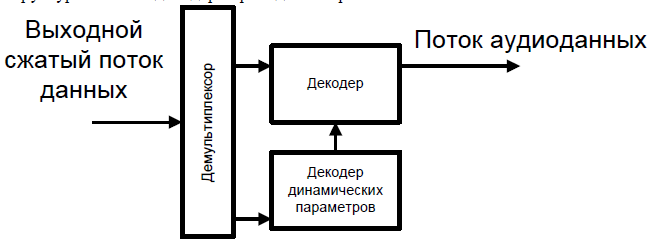 Выходной
сжатый поток
данных
Демультиплексор
Декодер
Декодер
динамических
параметров
Поток аудиоданных